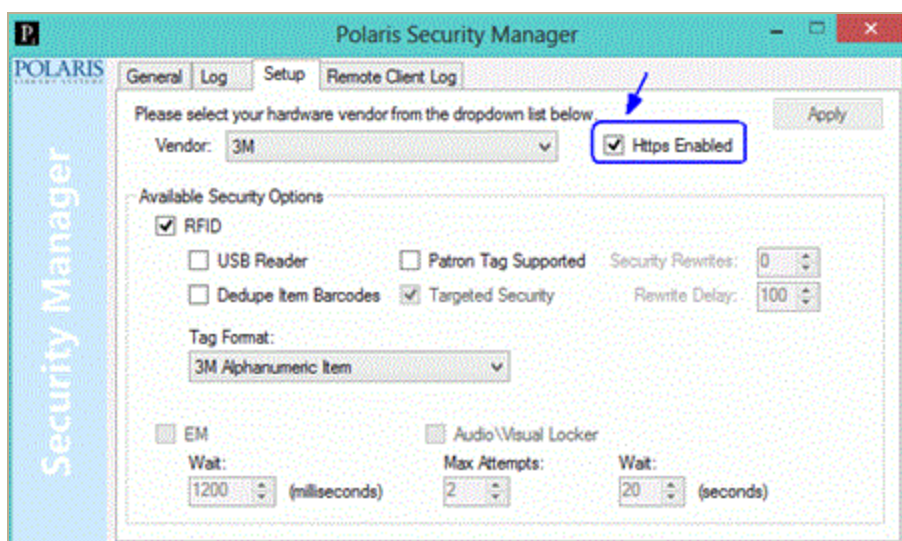 Polaris Security Manager
POLARIS
General Log Setup Remote Client Log
Please select your hardware vendor from the dropdown list below. Apply
Vendor: 3M Https Enabled
Security Manager
Available Security Options
RFID
USB Reader Patron Tag Supported Security Rewrites: 0
Dedupe Item Barcodes Targeted Security Rewrite Delay: 100
Tag Format:
3M Alphanumeric Item
EM Audio\Visual Locker
Wait: Max Attempts: Wait:
1200 (milliseconds) 2 20 (seconds)